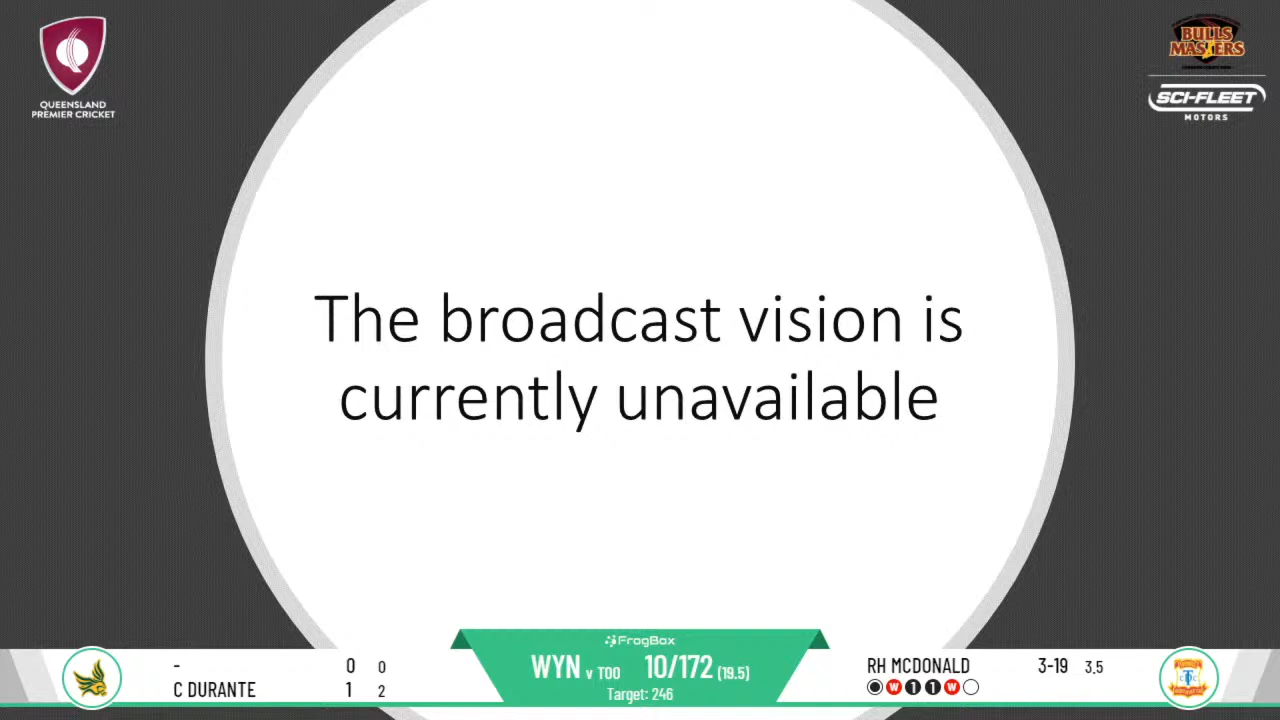 QUEENSLAND
PREMIER CRICKET
BULLS
MASTERS
SCI-FLEET
MOTORS
The broadcast vision is
currently unavailable
FrogBox
- 0 0
C DURANTE 1 2
WYN v TOO 10/172 (19.5)
Target: 246
RH MCDONALD 3-19 3.5
W 1 1 W